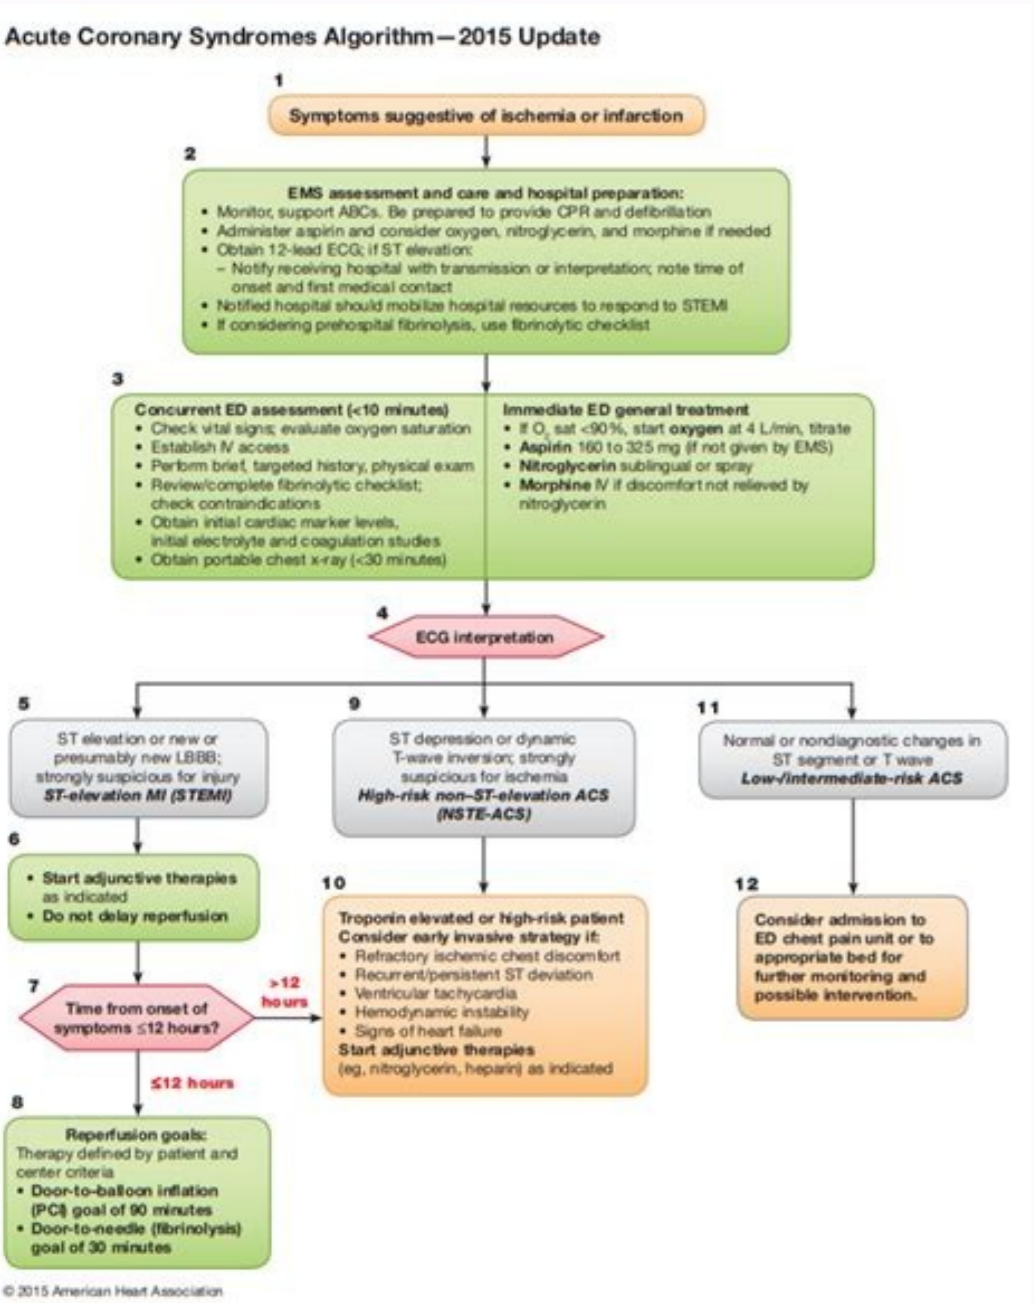 Acute Coronary Syndromes Algorithm—2015 Update
1
Symptoms suggestive of ischemia or infarction
2
EMS assessment and care and hospital preparation:
• Monitor, support ABCs. Be prepared to provide CPR and defibrillation
• Administer aspirin and consider oxygen, nitroglycerin, and morphine if needed
• Obtain 12-lead ECG; if ST elevation:
– Notify receiving hospital with transmission or interpretation; note time of
onset and first medical contact
• Notified hospital should mobilize hospital resources to respond to STEMI
• If considering prehospital fibrinolysis, use fibrinolytic checklist
3
Concurrent ED assessment (<10 minutes)
• Check vital signs; evaluate oxygen saturation
• Establish IV access
• Perform brief, targeted history, physical exam
• Review/complete fibrinolytic checklist;
check contraindications
• Obtain initial cardiac marker levels,
initial electrolyte and coagulation studies
• Obtain portable chest x-ray (<30 minutes)
Immediate ED general treatment
• If O₂ sat <90%, start oxygen at 4 L/min, titrate
• Aspirin 160 to 325 mg (if not given by EMS)
• Nitroglycerin sublingual or spray
• Morphine IV if discomfort not relieved by
nitroglycerin
4
ECG interpretation
5
ST elevation or new or
presumably new LBBB;
strongly suspicious for injury
ST-elevation MI (STEMI)
6
• Start adjunctive therapies
as indicated
• Do not delay reperfusion
7
Time from onset of
symptoms ≤12 hours?
>12
hours
≤12 hours
8
Reperfusion goals:
Therapy defined by patient and
center criteria
• Door-to-balloon inflation
(PCI) goal of 90 minutes
• Door-to-needle (fibrinolysis)
goal of 30 minutes
9
ST depression or dynamic
T-wave inversion; strongly
suspicious for ischemia
High-risk non–ST-elevation ACS
(NSTE-ACS)
10
Troponin elevated or high-risk patient
Consider early invasive strategy if:
• Refractory ischemic chest discomfort
• Recurrent/persistent ST deviation
• Ventricular tachycardia
• Hemodynamic instability
• Signs of heart failure
Start adjunctive therapies
(eg, nitroglycerin, heparin) as indicated
11
Normal or nondiagnostic changes in
ST segment or T wave
Low-/intermediate-risk ACS
12
Consider admission to
ED chest pain unit or to
appropriate bed for
further monitoring and
possible intervention.
© 2015 American Heart Association